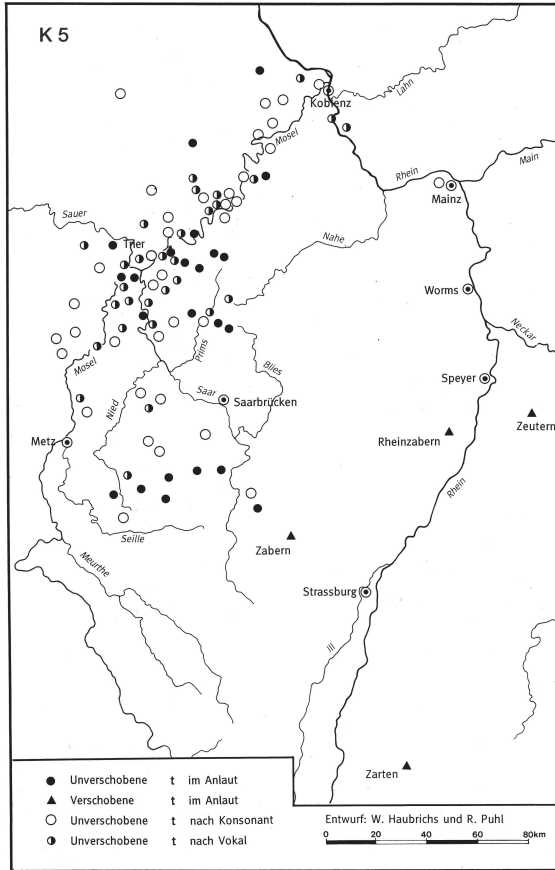 K 5
Koblenz
Lahn
Mosel
Rhein
Main
Mainz
Sauer
Nahe
Trier
Worms
Neckar
Prims
Mosel
Blies
Speyer
Saar
Saarbrücken
Nied
Zeutern
Rheinzabern
Metz
Rhein
Seille
Zabern
Meurthe
Strassburg
Ill
Zarten
Unverschobene t im Anlaut
Verschobene t im Anlaut
Unverschobene t nach Konsonant
Unverschobene t nach Vokal
Entwurf: W. Haubrichs und R. Puhl
0 20 40 60 80km